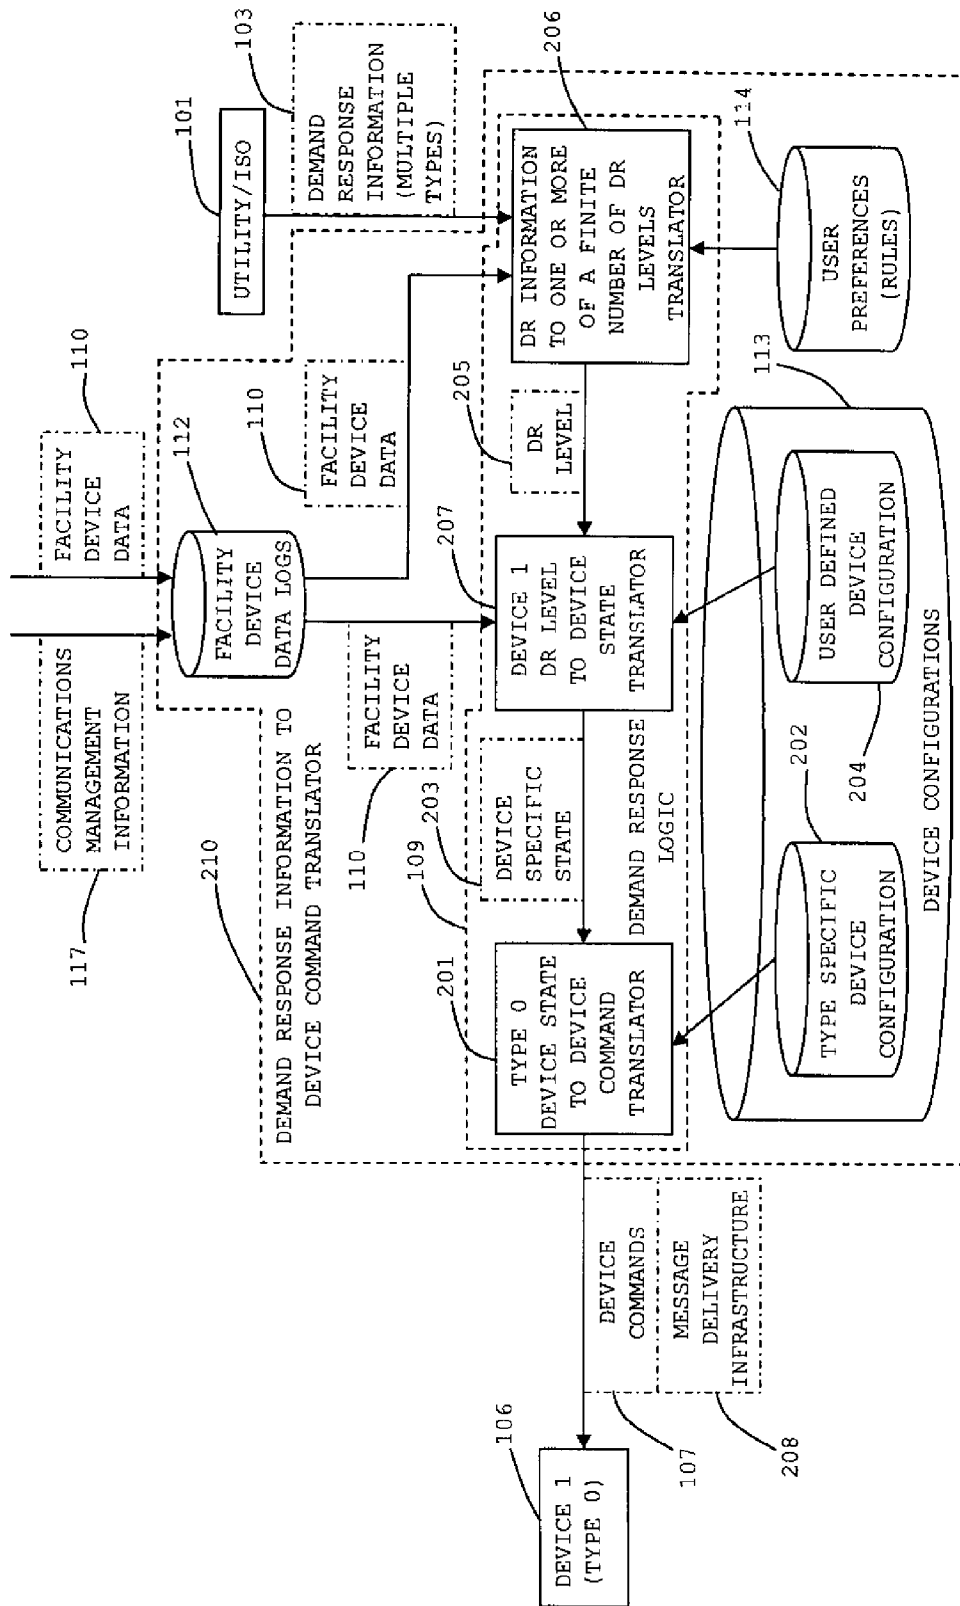 117
COMMUNICATIONS
MANAGEMENT
INFORMATION
FACILITY
DEVICE
DATA
110
210
DEMAND RESPONSE INFORMATION TO
DEVICE COMMAND TRANSLATOR
FACILITY
DEVICE
DATA LOGS
112
101
UTILITY/ISO
103
DEMAND
RESPONSE
INFORMATION
(MULTIPLE
TYPES)
110
FACILITY
DEVICE
DATA
110
FACILITY
DEVICE
DATA
106
DEVICE 1
(TYPE 0)
107
DEVICE
COMMANDS
208
MESSAGE
DELIVERY
INFRASTRUCTURE
201
TYPE 0
DEVICE STATE
TO DEVICE
COMMAND
TRANSLATOR
109
203
DEVICE
SPECIFIC
STATE
207
DEVICE 1
DR LEVEL
TO DEVICE
STATE
TRANSLATOR
205
DR
LEVEL
206
DR INFORMATION
TO ONE OR MORE
OF A FINITE
NUMBER OF DR
LEVELS
TRANSLATOR
DEMAND RESPONSE
LOGIC
202
TYPE SPECIFIC
DEVICE
CONFIGURATION
204
USER DEFINED
DEVICE
CONFIGURATION
113
DEVICE CONFIGURATIONS
114
USER
PREFERENCES
(RULES)